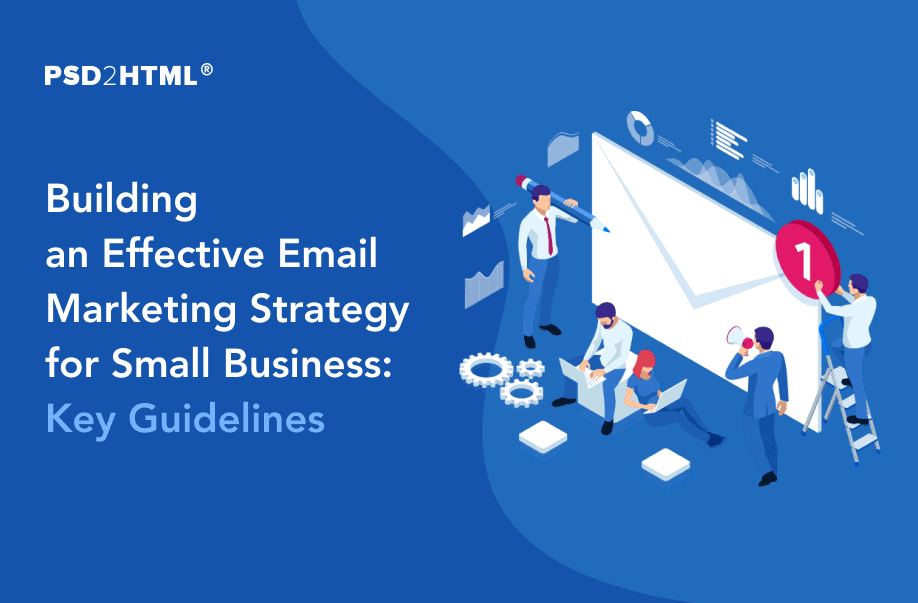 PSD2HTML®
Building
an Effective Email
Marketing Strategy
for Small Business:
Key Guidelines
1